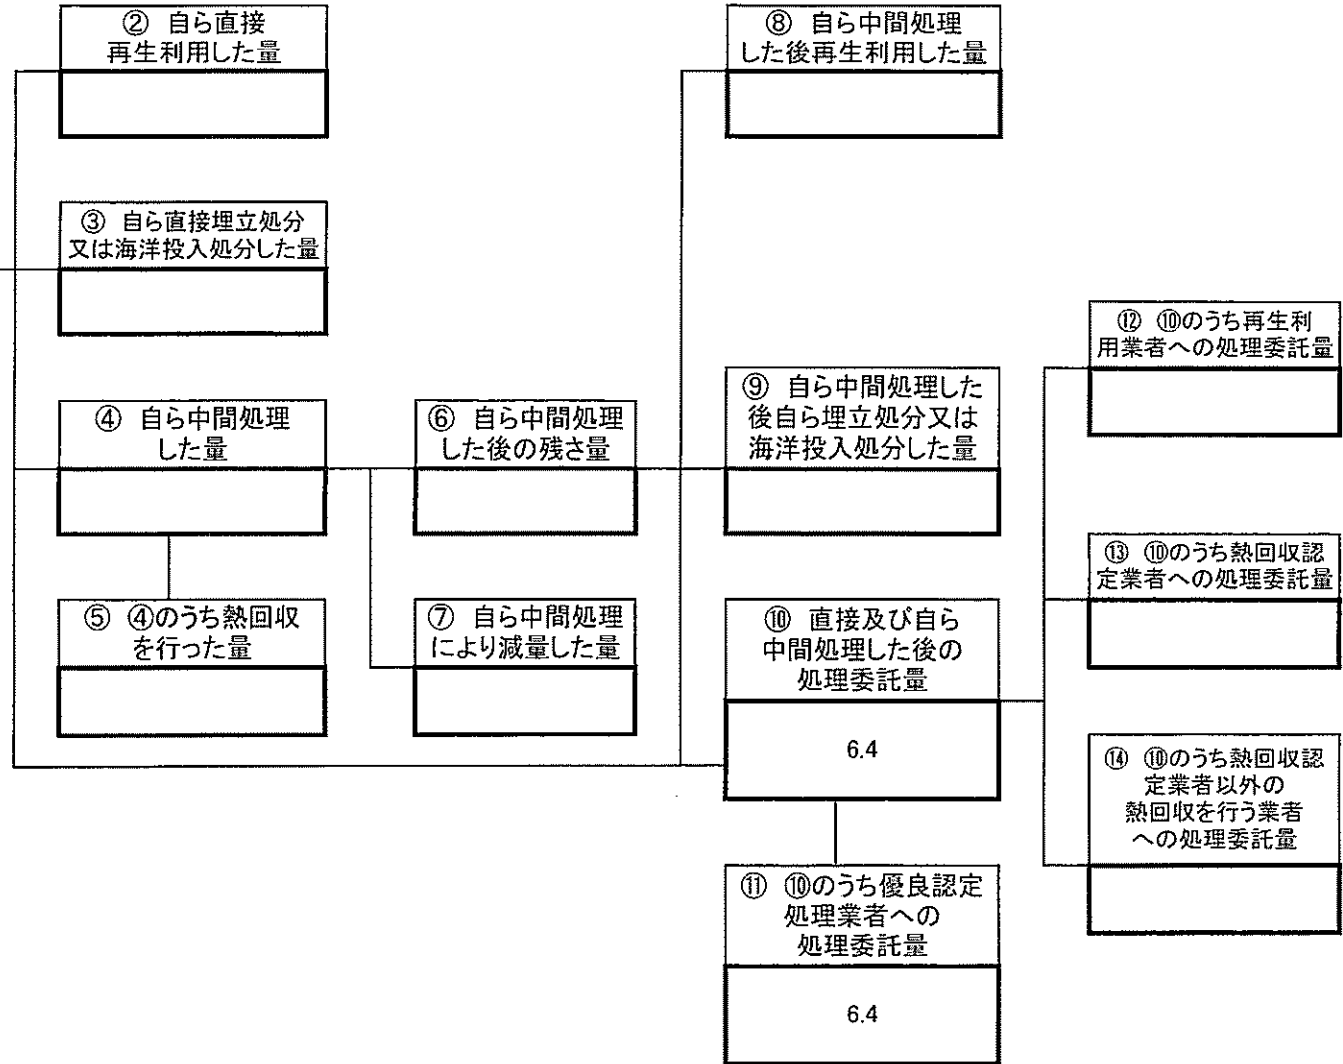 ② 自ら直接
再生利用した量
⑧ 自ら中間処理
した後再生利用した量
③ 自ら直接埋立処分
又は海洋投入処分した量
⑫ ⑩のうち再生利
用業者への処理委託量
④ 自ら中間処理
した量
⑥ 自ら中間処理
した後の残さ量
⑨ 自ら中間処理した
後自ら埋立処分又は
海洋投入処分した量
⑬ ⑩のうち熱回収認
定業者への処理委託量
⑤ ④のうち熱回収
を行った量
⑦ 自ら中間処理
により減量した量
⑩ 直接及び自ら
中間処理した後の
処理委託量
6.4
⑭ ⑩のうち熱回収認
定業者以外の
熱回収を行う業者
への処理委託量
⑪ ⑩のうち優良認定
処理業者への
処理委託量
6.4